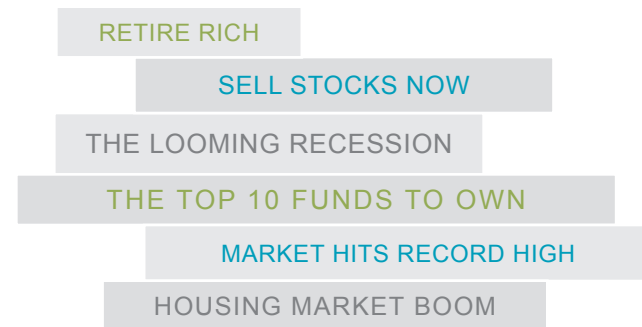 RETIRE RICH
SELL STOCKS NOW
THE LOOMING RECESSION
THE TOP 10 FUNDS TO OWN
MARKET HITS RECORD HIGH
HOUSING MARKET BOOM